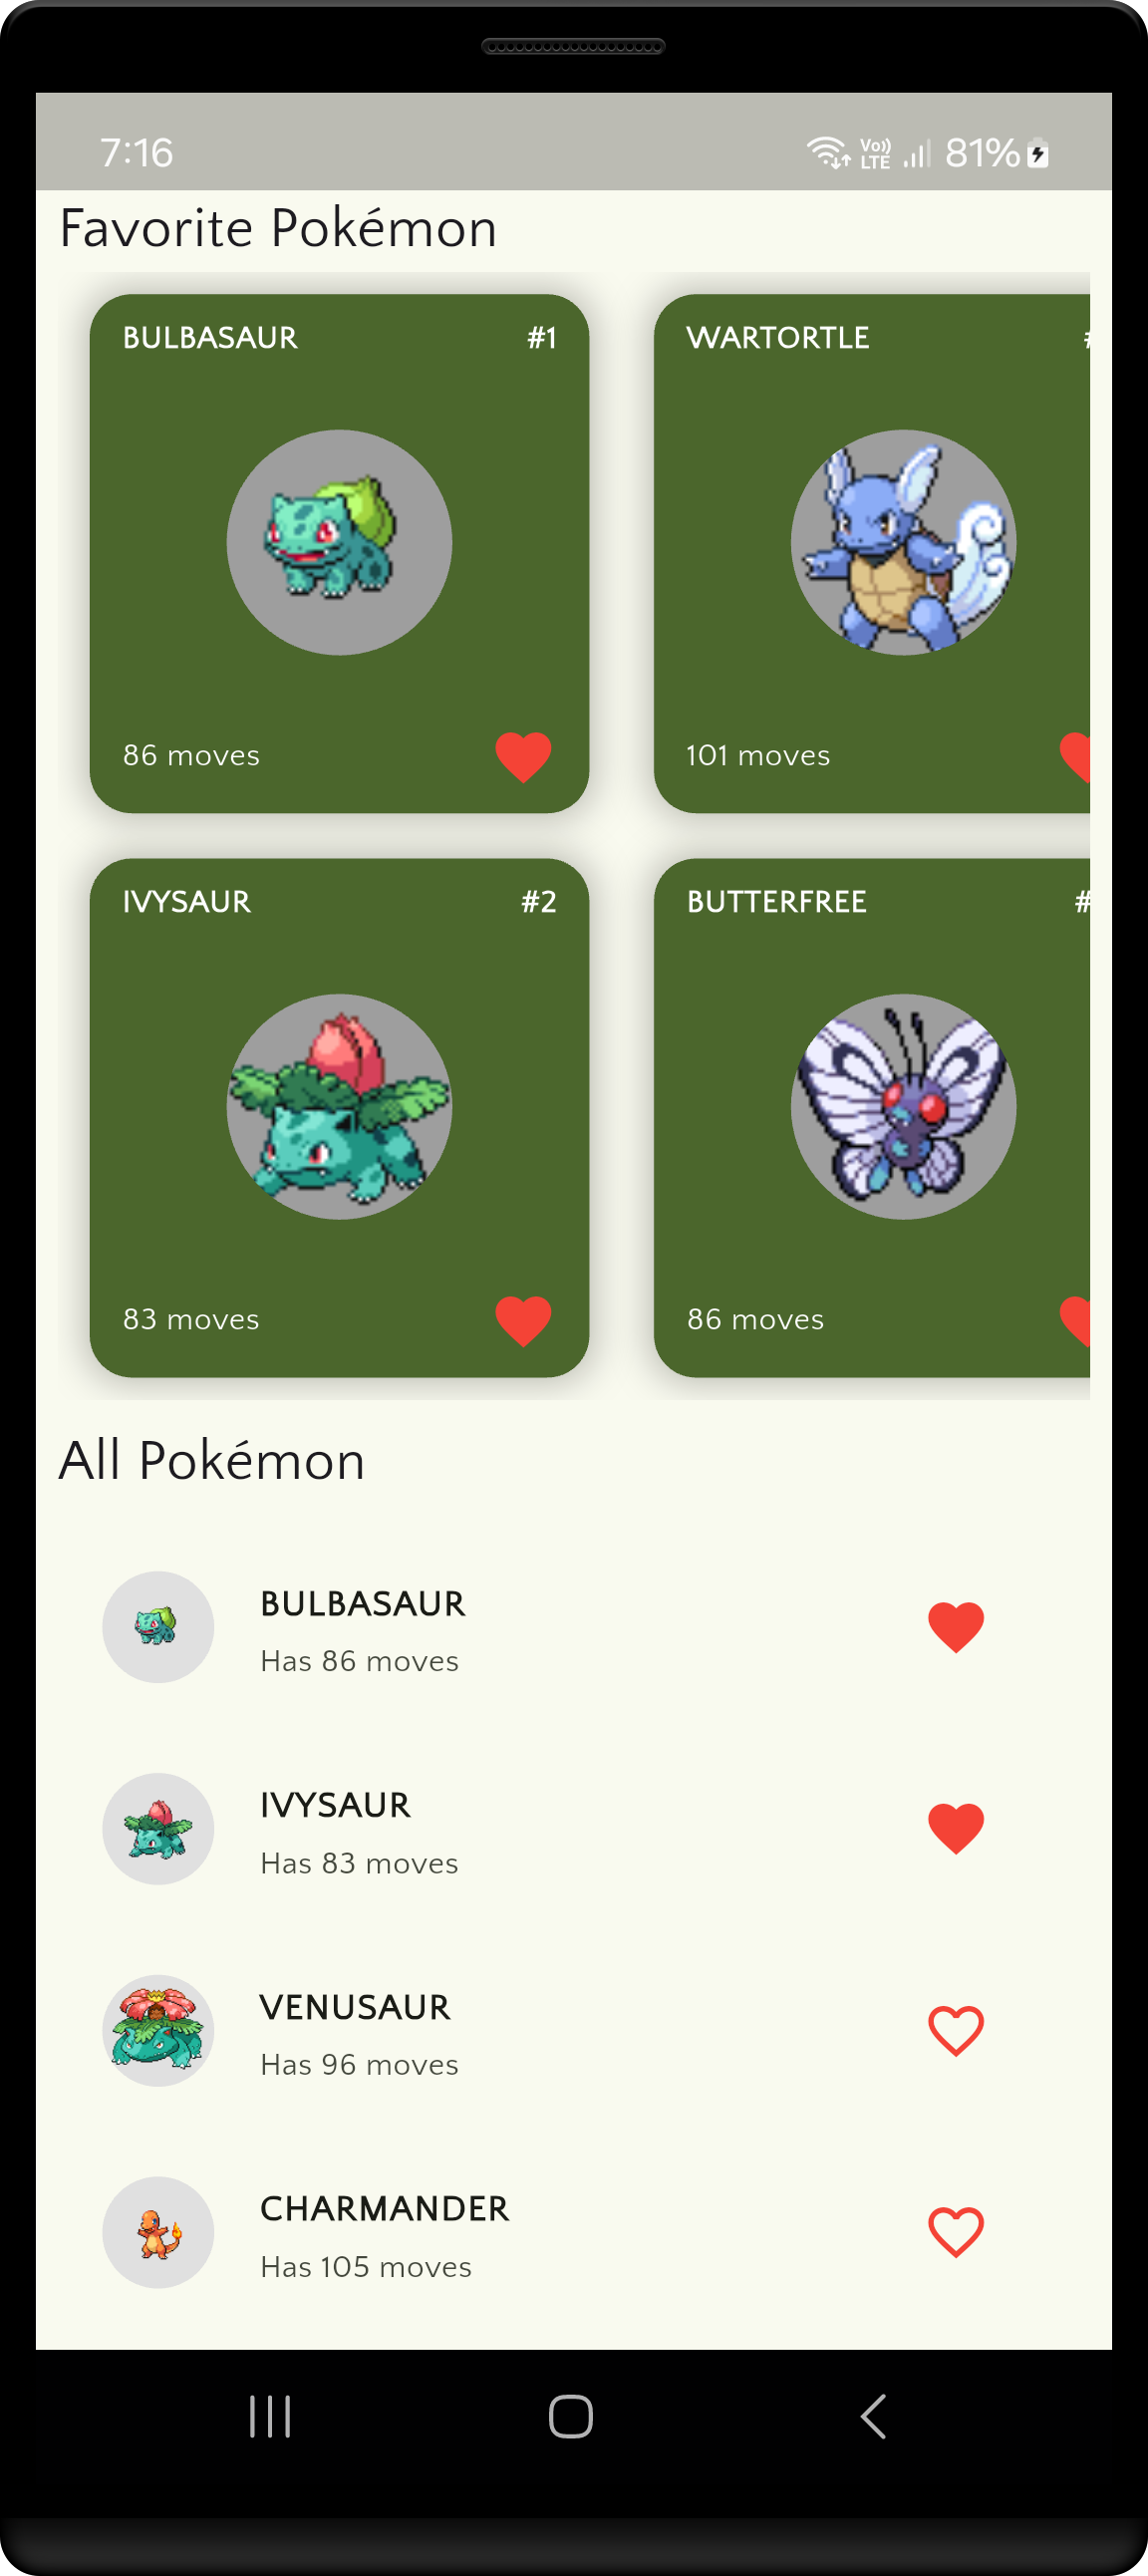 7:16 Vo)) LTE 81%
Favorite Pokémon
BULBASAUR #1
WARTORTLE #
86 moves
101 moves
IVYSAUR #2
BUTTERFREE #
83 moves
86 moves
All Pokémon
BULBASAUR
Has 86 moves
IVYSAUR
Has 83 moves
VENUSAUR
Has 96 moves
CHARMANDER
Has 105 moves